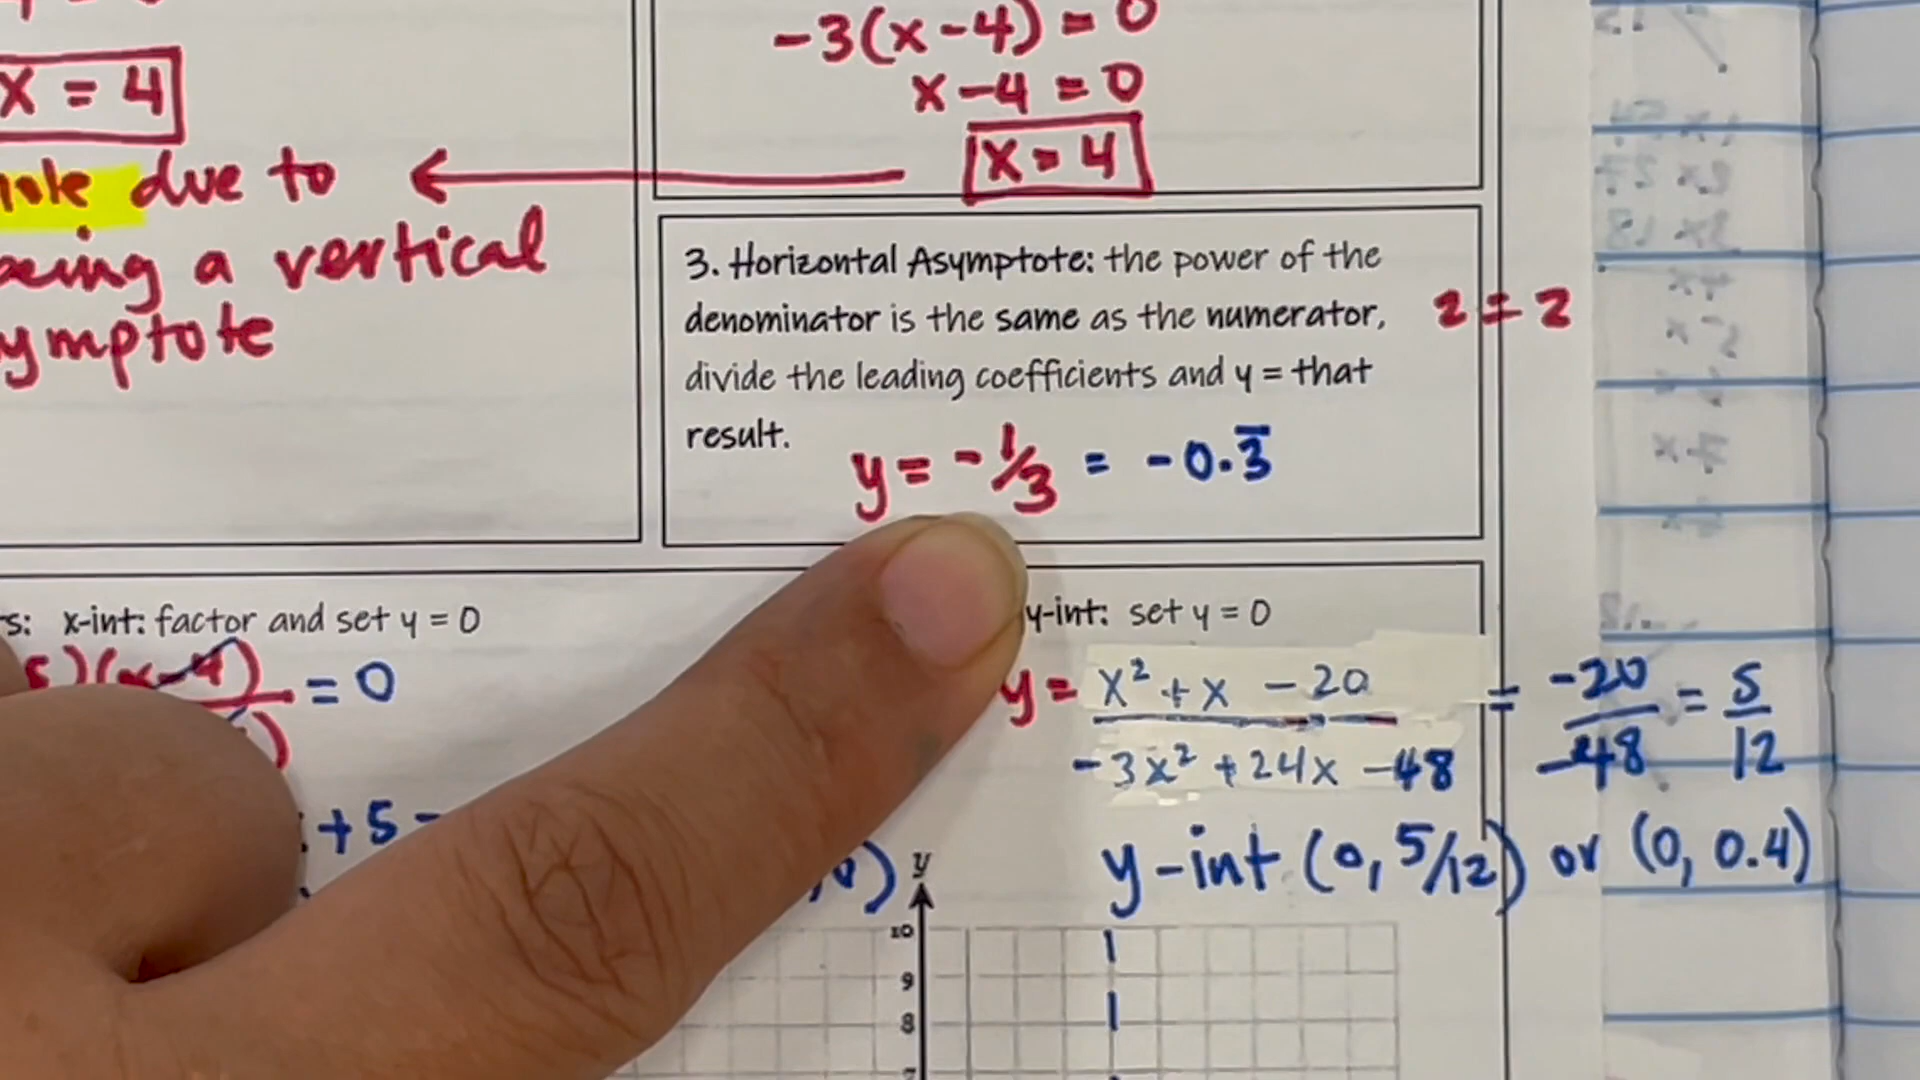 -3(x-4) = 0
x-4 = 0
x = 4
x = 4
due to
a vertical
3. Horizontal Asymptote: the power of the
denominator is the same as the numerator,
divide the leading coefficients and y = that
result.
2 = 2
y = -1/3 = -0.3̅
x-int: factor and set y = 0
(x-4)
= 0
+5-
y-int: set y = 0
y = x² + x - 20 = -20 = 5
-3x² + 24x - 48 -48 12
y-int (0, 5/12) or (0, 0.4)
y
10
9
8